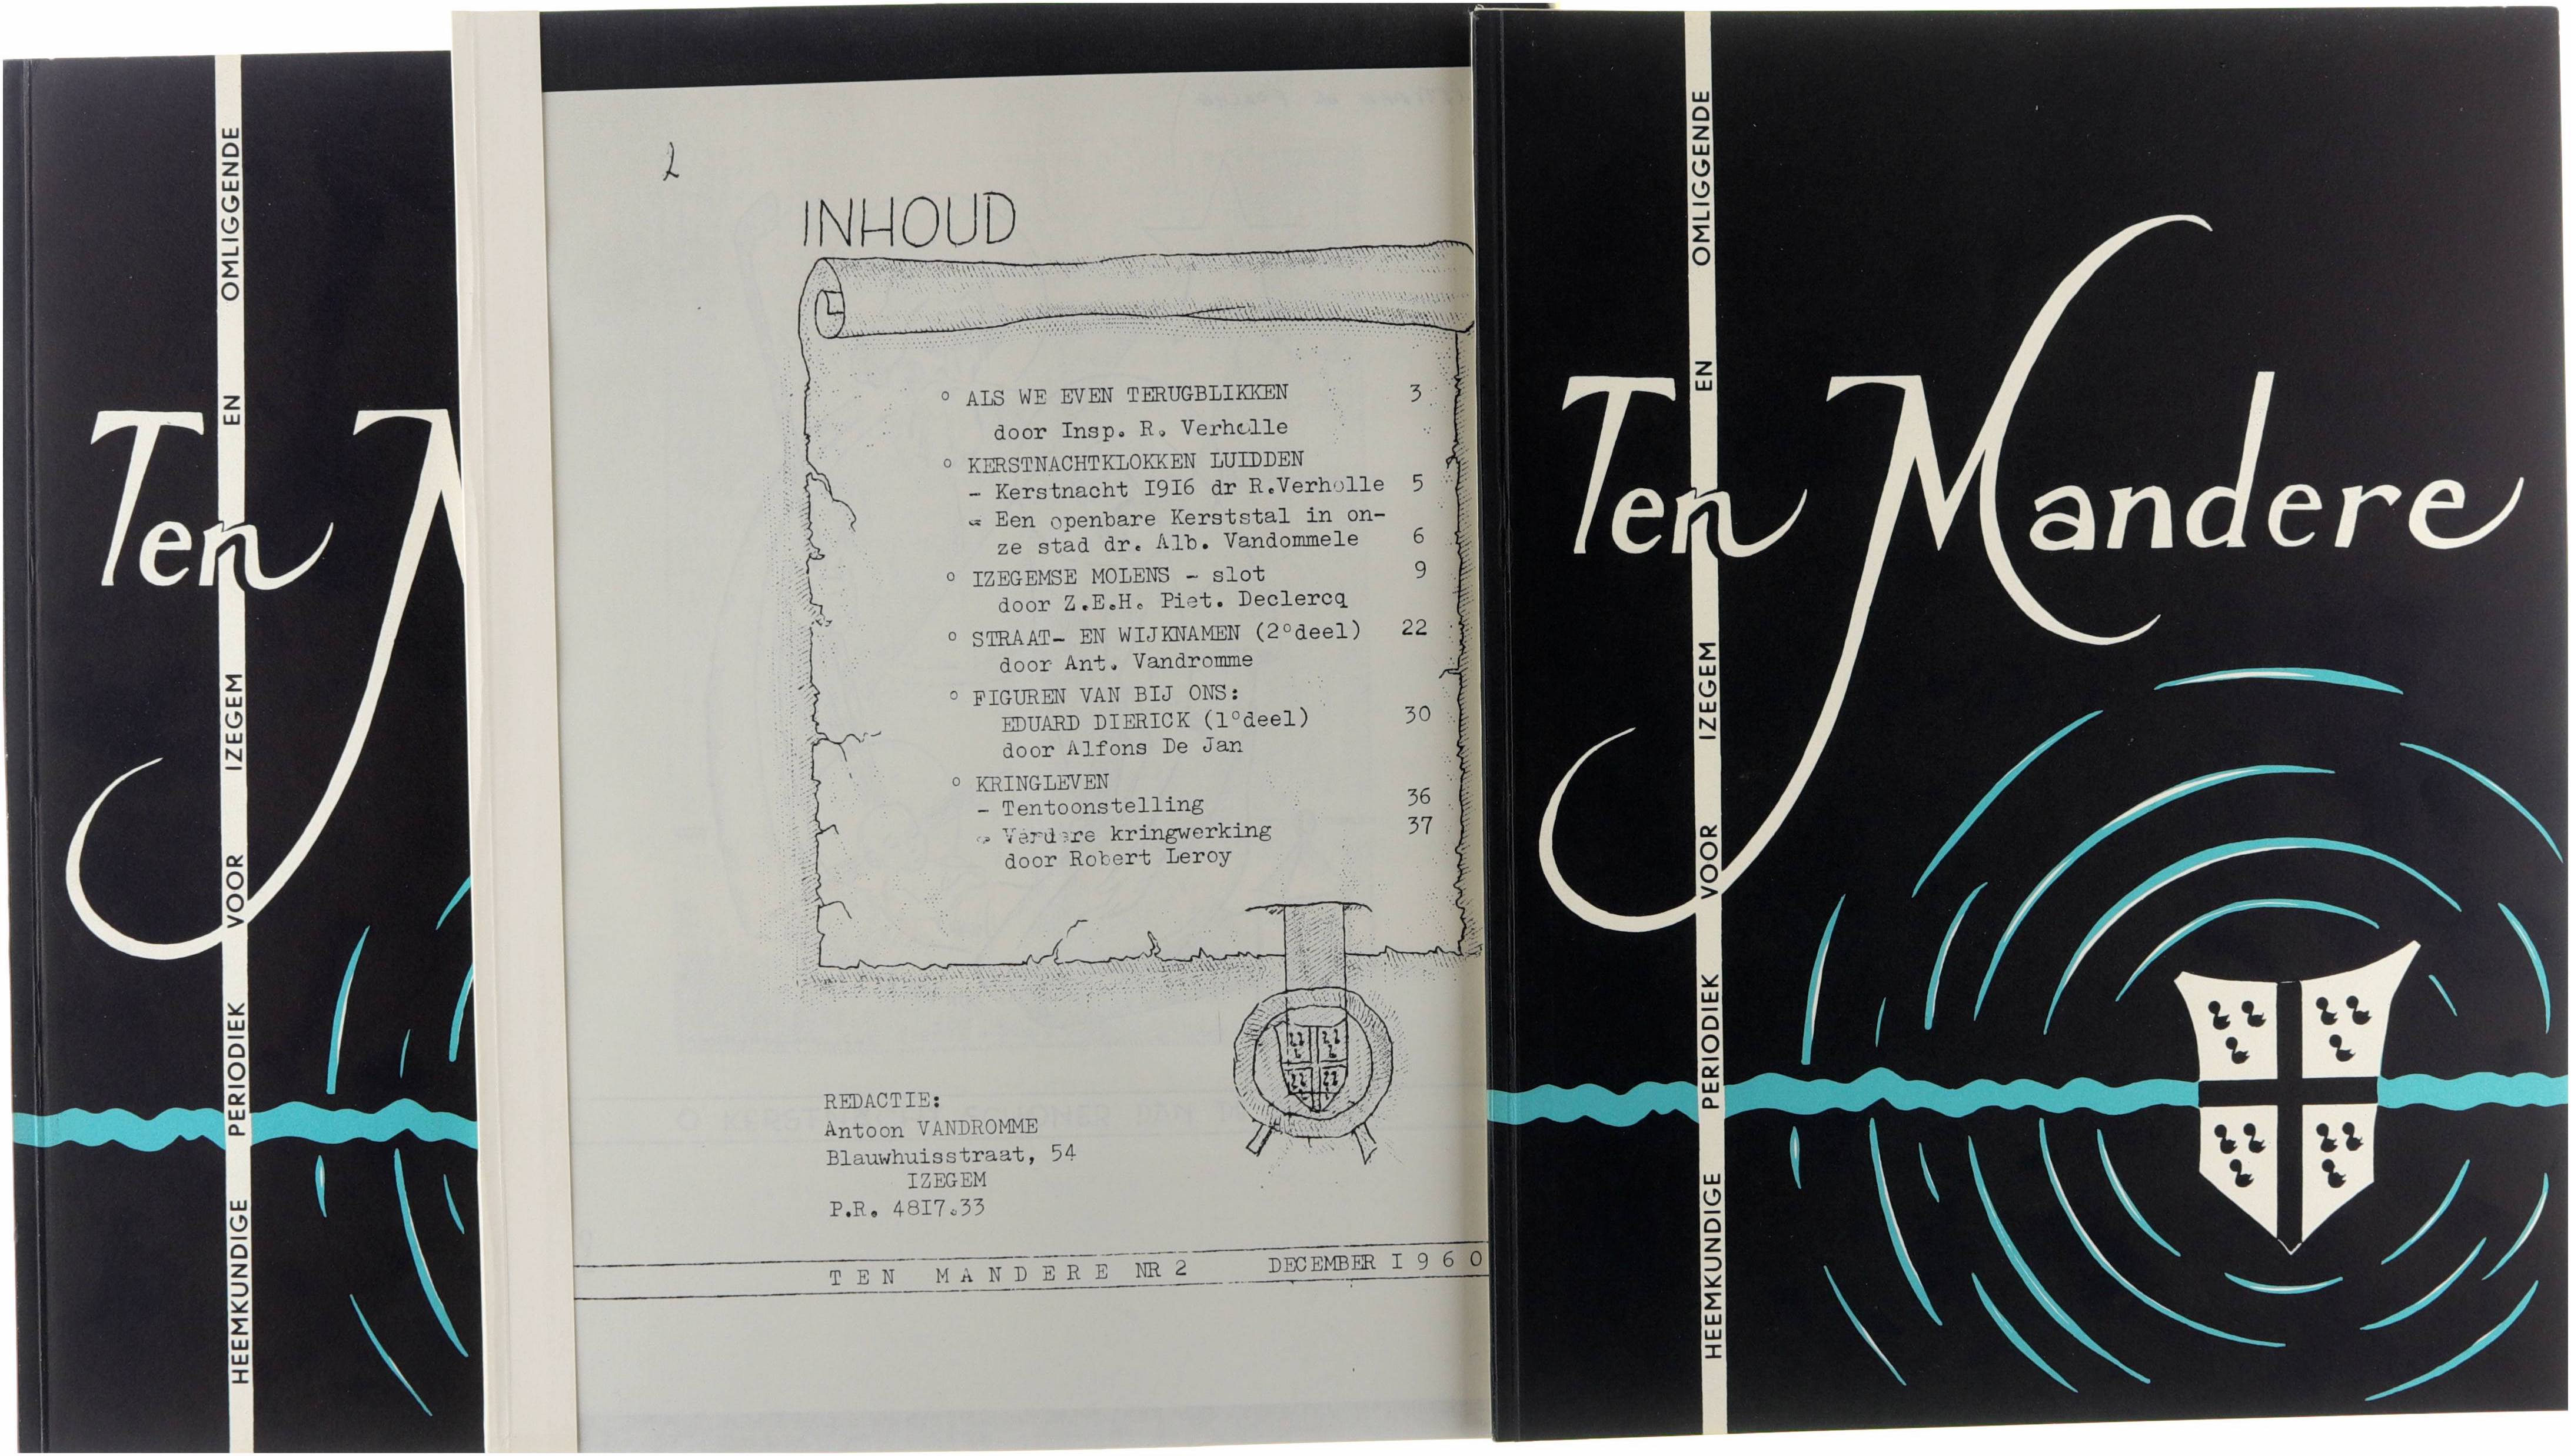 HEEMKUNDIGE PERIODIEK VOOR IZEGEM EN OMLIGGENDE
Ten M
2
INHOUD
° ALS WE EVEN TERUGBLIKKEN 3
door Insp. R. Verholle
° KERSTNACHTKLOKKEN LUIDDEN
- Kerstnacht I9I6 dr R.Verholle 5
- Een openbare Kerststal in on-
ze stad dr. Alb. Vandommele 6
° IZEGEMSE MOLENS - slot 9
door Z.E.H. Piet. Declercq
° STRAAT- EN WIJKNAMEN (2°deel) 22
door Ant. Vandromme
° FIGUREN VAN BIJ ONS:
EDUARD DIERICK (1°deel) 30
door Alfons De Jan
° KRINGLEVEN
- Tentoonstelling 36
- Verdere kringwerking 37
door Robert Leroy
REDACTIE:
Antoon VANDROMME
Blauwhuisstraat, 54
IZEGEM
P.R. 48I7.33
TEN MANDERE NR 2 DECEMBER I960
HEEMKUNDIGE PERIODIEK VOOR IZEGEM EN OMLIGGENDE
Ten Mandere